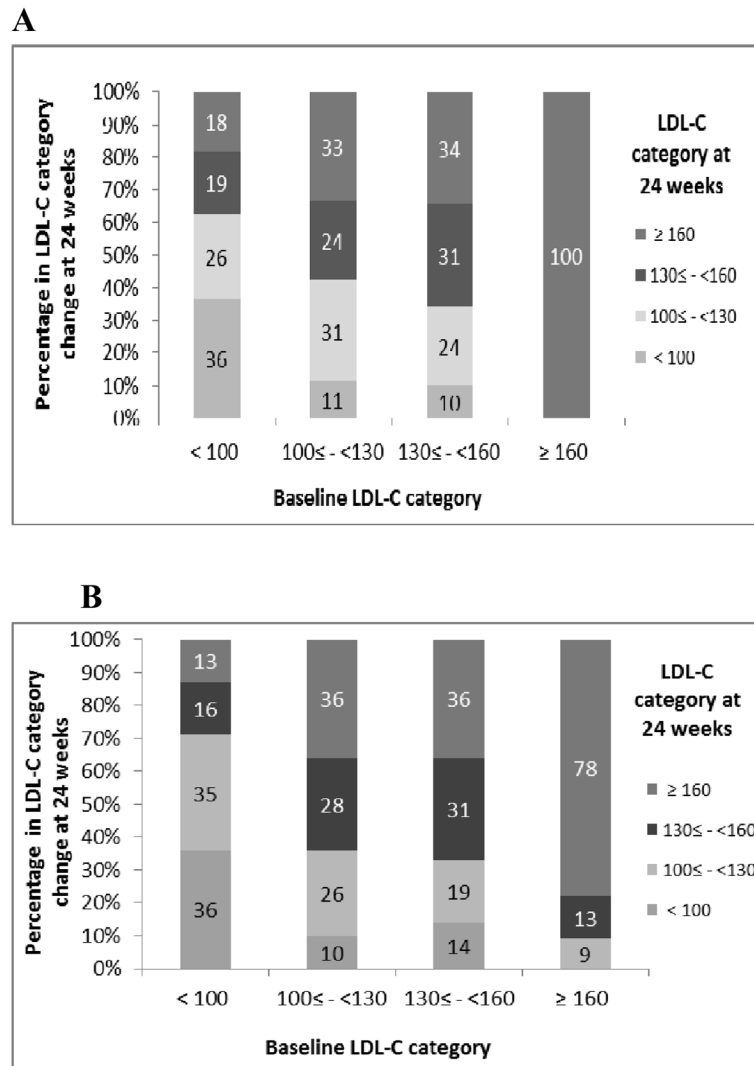 A
Percentage in LDL-C category
change at 24 weeks
100%
90%
80%
70%
60%
50%
40%
30%
20%
10%
0%
18
19
26
36
33
24
31
11
34
31
24
10
100
< 100
100≤ - <130
130≤ - <160
≥ 160
Baseline LDL-C category
LDL-C
category at
24 weeks
≥ 160
130≤ - <160
100≤ - <130
< 100
B
Percentage in LDL-C category
change at 24 weeks
100%
90%
80%
70%
60%
50%
40%
30%
20%
10%
0%
13
16
35
36
36
28
26
10
36
31
19
14
78
13
9
< 100
100≤ - <130
130≤ - <160
≥ 160
Baseline LDL-C category
LDL-C
category at
24 weeks
≥ 160
130≤ - <160
100≤ - <130
< 100